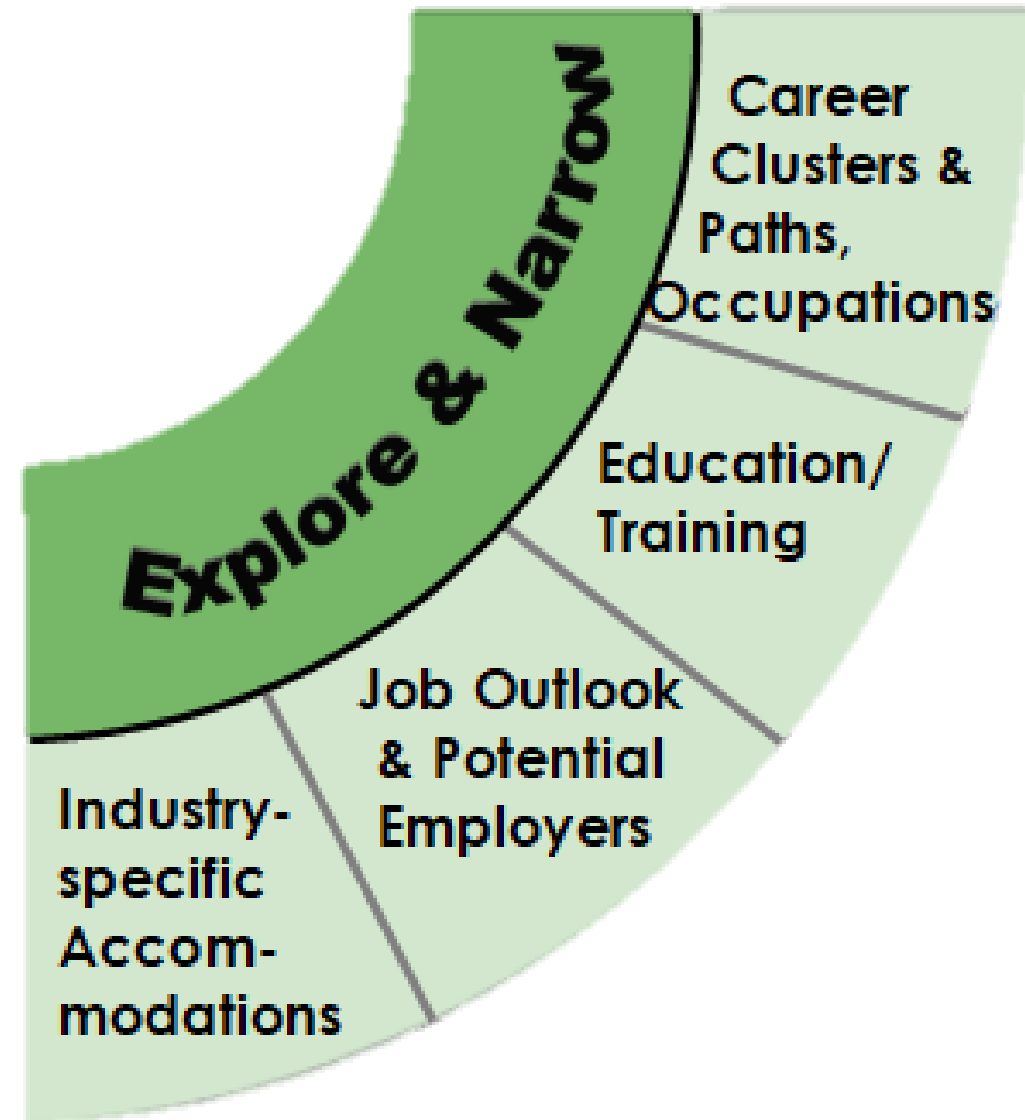 Explore & Narrow
Career
Clusters &
Paths,
Occupations
Education/
Training
Job Outlook
& Potential
Employers
Industry-
specific
Accom-
modations